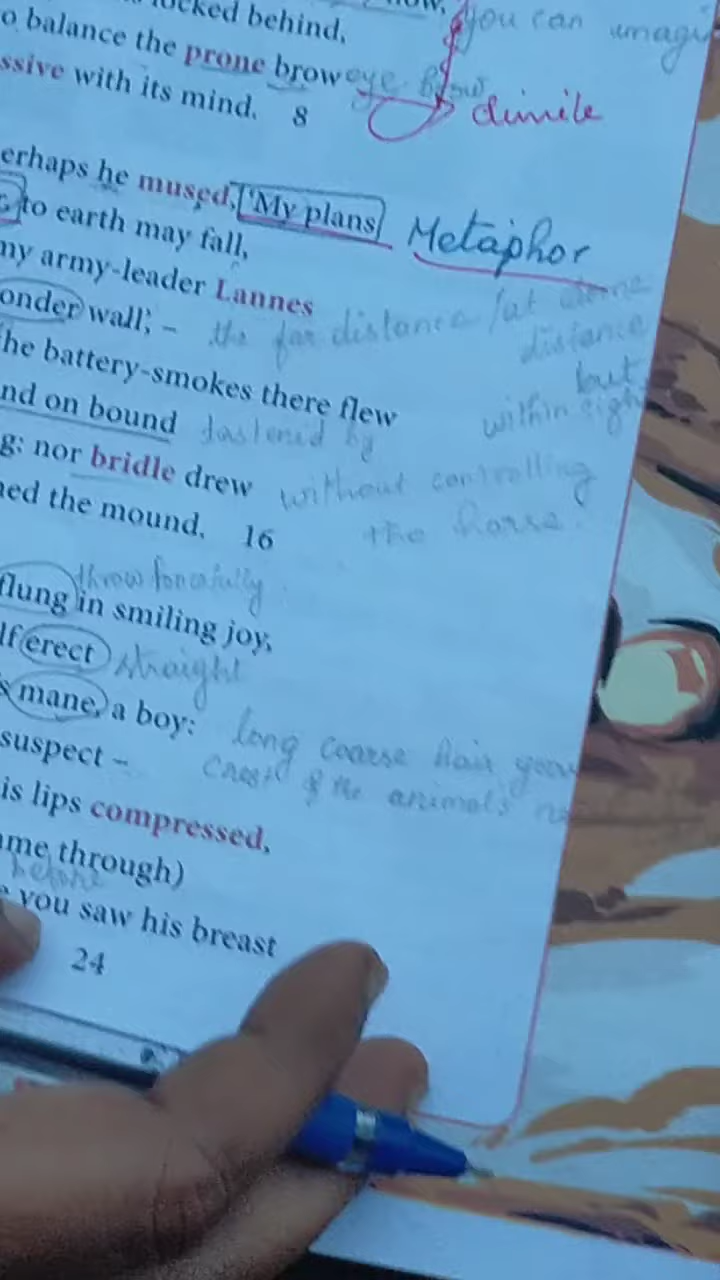 locked behind,
you can imagi
o balance the prone brow eye brow
ssive with its mind. 8
simile
erhaps he mused, 'My plans
Metaphor
to earth may fall,
my army-leader Lannes
onder wall; –
the far distance / at some
distance
but
within sigh
he battery-smokes there flew
nd on bound fastened by
g: nor bridle drew without controlling
the horse.
ned the mound. 16
throw forcefully
flung in smiling joy,
lf erect straight
s mane, a boy: long coarse hair grow
suspect – crest of the animals n
is lips compressed,
ame through)
before
e you saw his breast
24